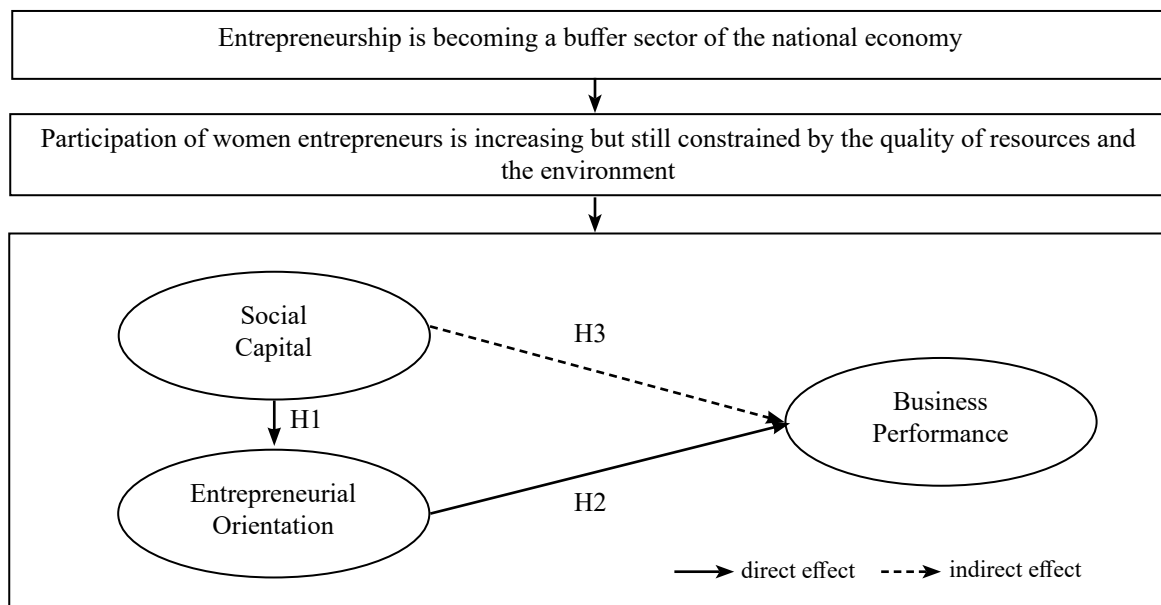 Entrepreneurship is becoming a buffer sector of the national economy
Participation of women entrepreneurs is increasing but still constrained by the quality of resources and
the environment
Social
Capital
H3
Business
Performance
H1
Entrepreneurial
Orientation
H2
direct effect
indirect effect